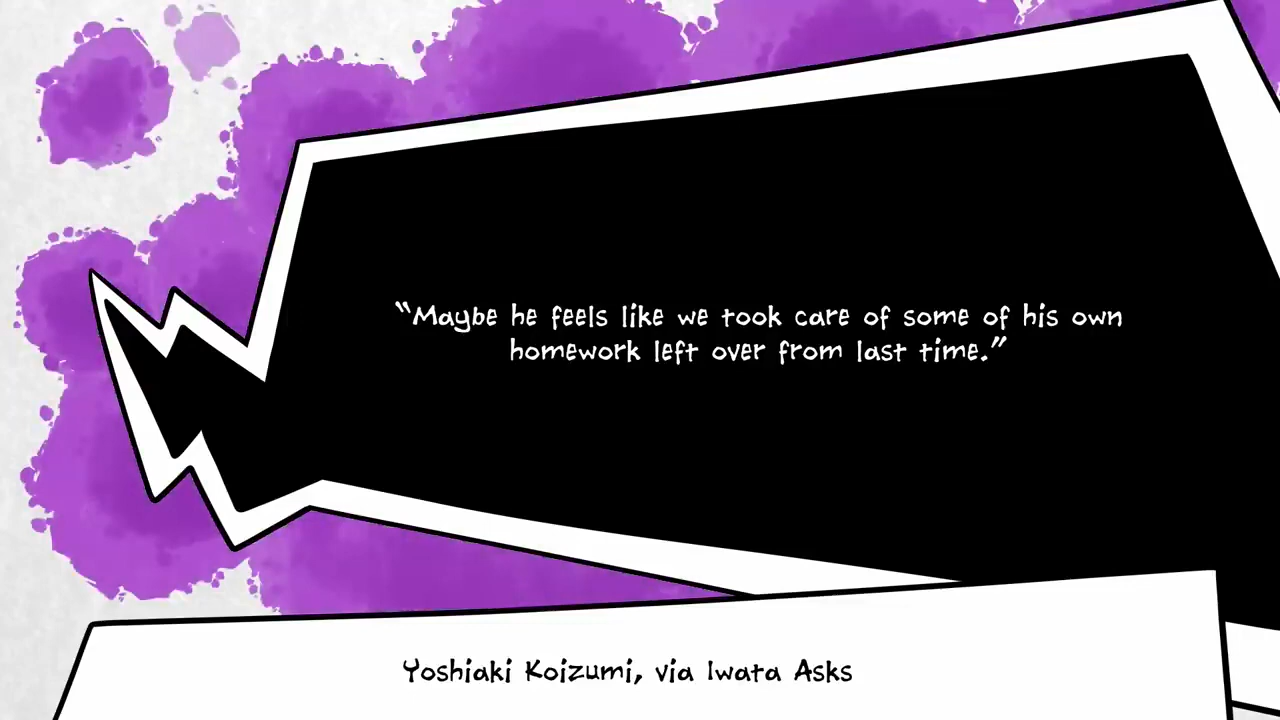 “Maybe he feels like we took care of some of his own
homework left over from last time.”
Yoshiaki Koizumi, via Iwata Asks